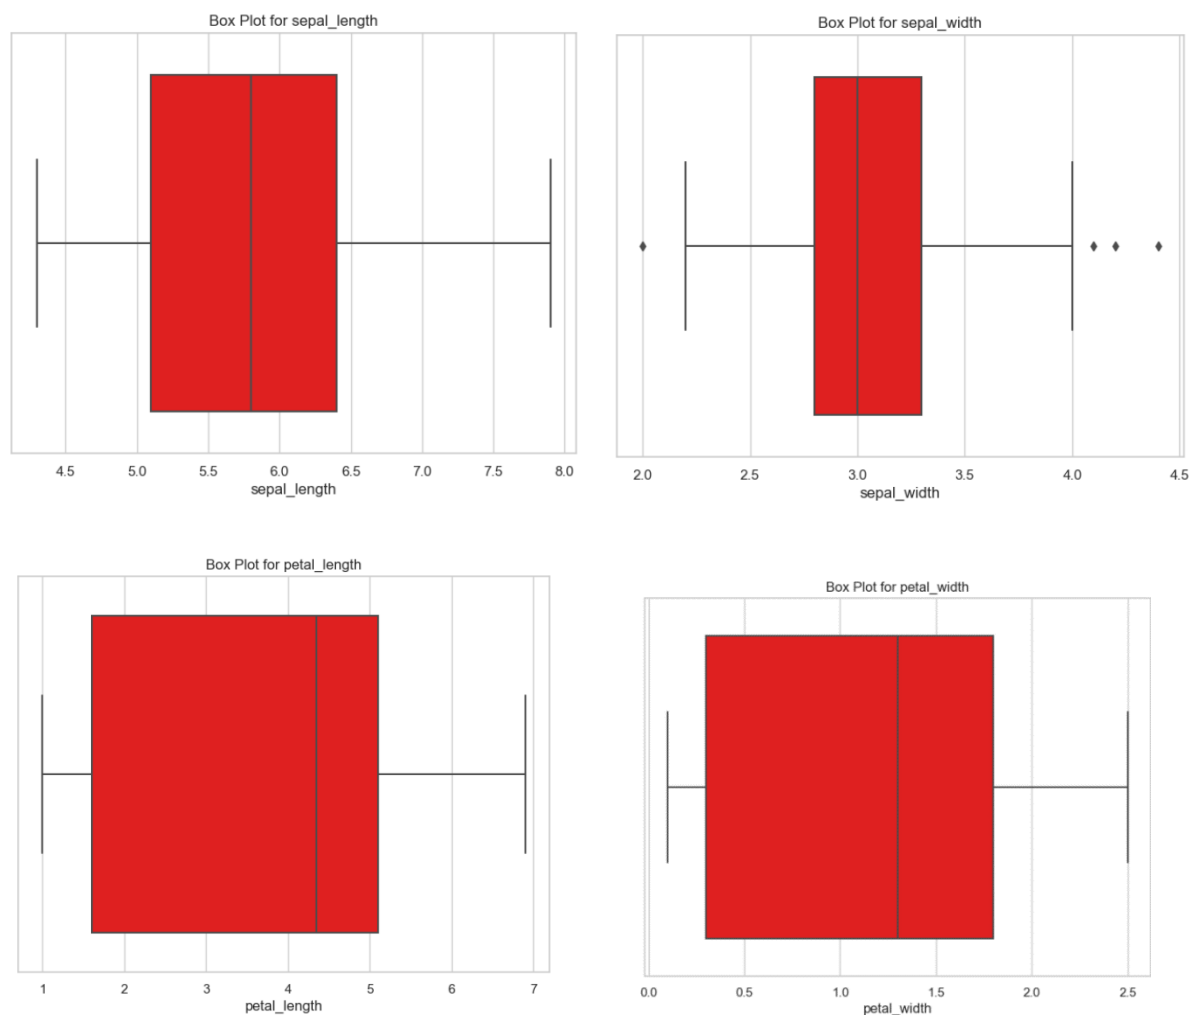 Box Plot for sepal_length
4.5 5.0 5.5 6.0 6.5 7.0 7.5 8.0
sepal_length
Box Plot for sepal_width
2.0 2.5 3.0 3.5 4.0 4.5
sepal_width
Box Plot for petal_length
1 2 3 4 5 6 7
petal_length
Box Plot for petal_width
0.0 0.5 1.0 1.5 2.0 2.5
petal_width